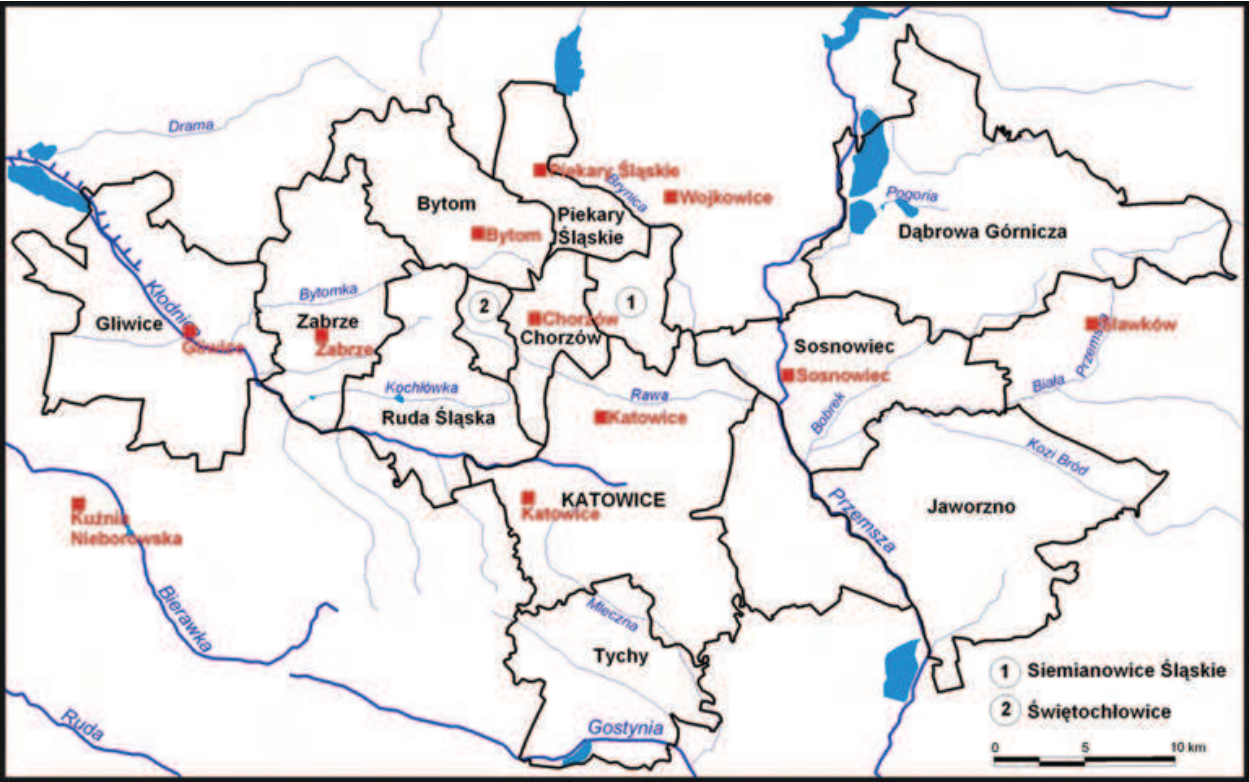 Drama
Piekary Śląskie
Brynica
Wojkowice
Bytom
Bytom
Piekary
Śląskie
Pogoria
Dąbrowa Górnicza
Kłodnica
Bytomka
Gliwice
Gliwice
Zabrze
Zabrze
2
Chorzów
Chorzów
1
Sosnowiec
Sosnowiec
Sławków
Przemsza
Biała
Kochłówka
Ruda Śląska
Rawa
Katowice
Bobrek
Kozi Bród
KATOWICE
Katowice
Przemsza
Jaworzno
Kuźnia
Nieborowska
Bierawka
Mleczna
Tychy
Gostynia
Ruda
1 Siemianowice Śląskie
2 Świętochłowice
0 5 10 km